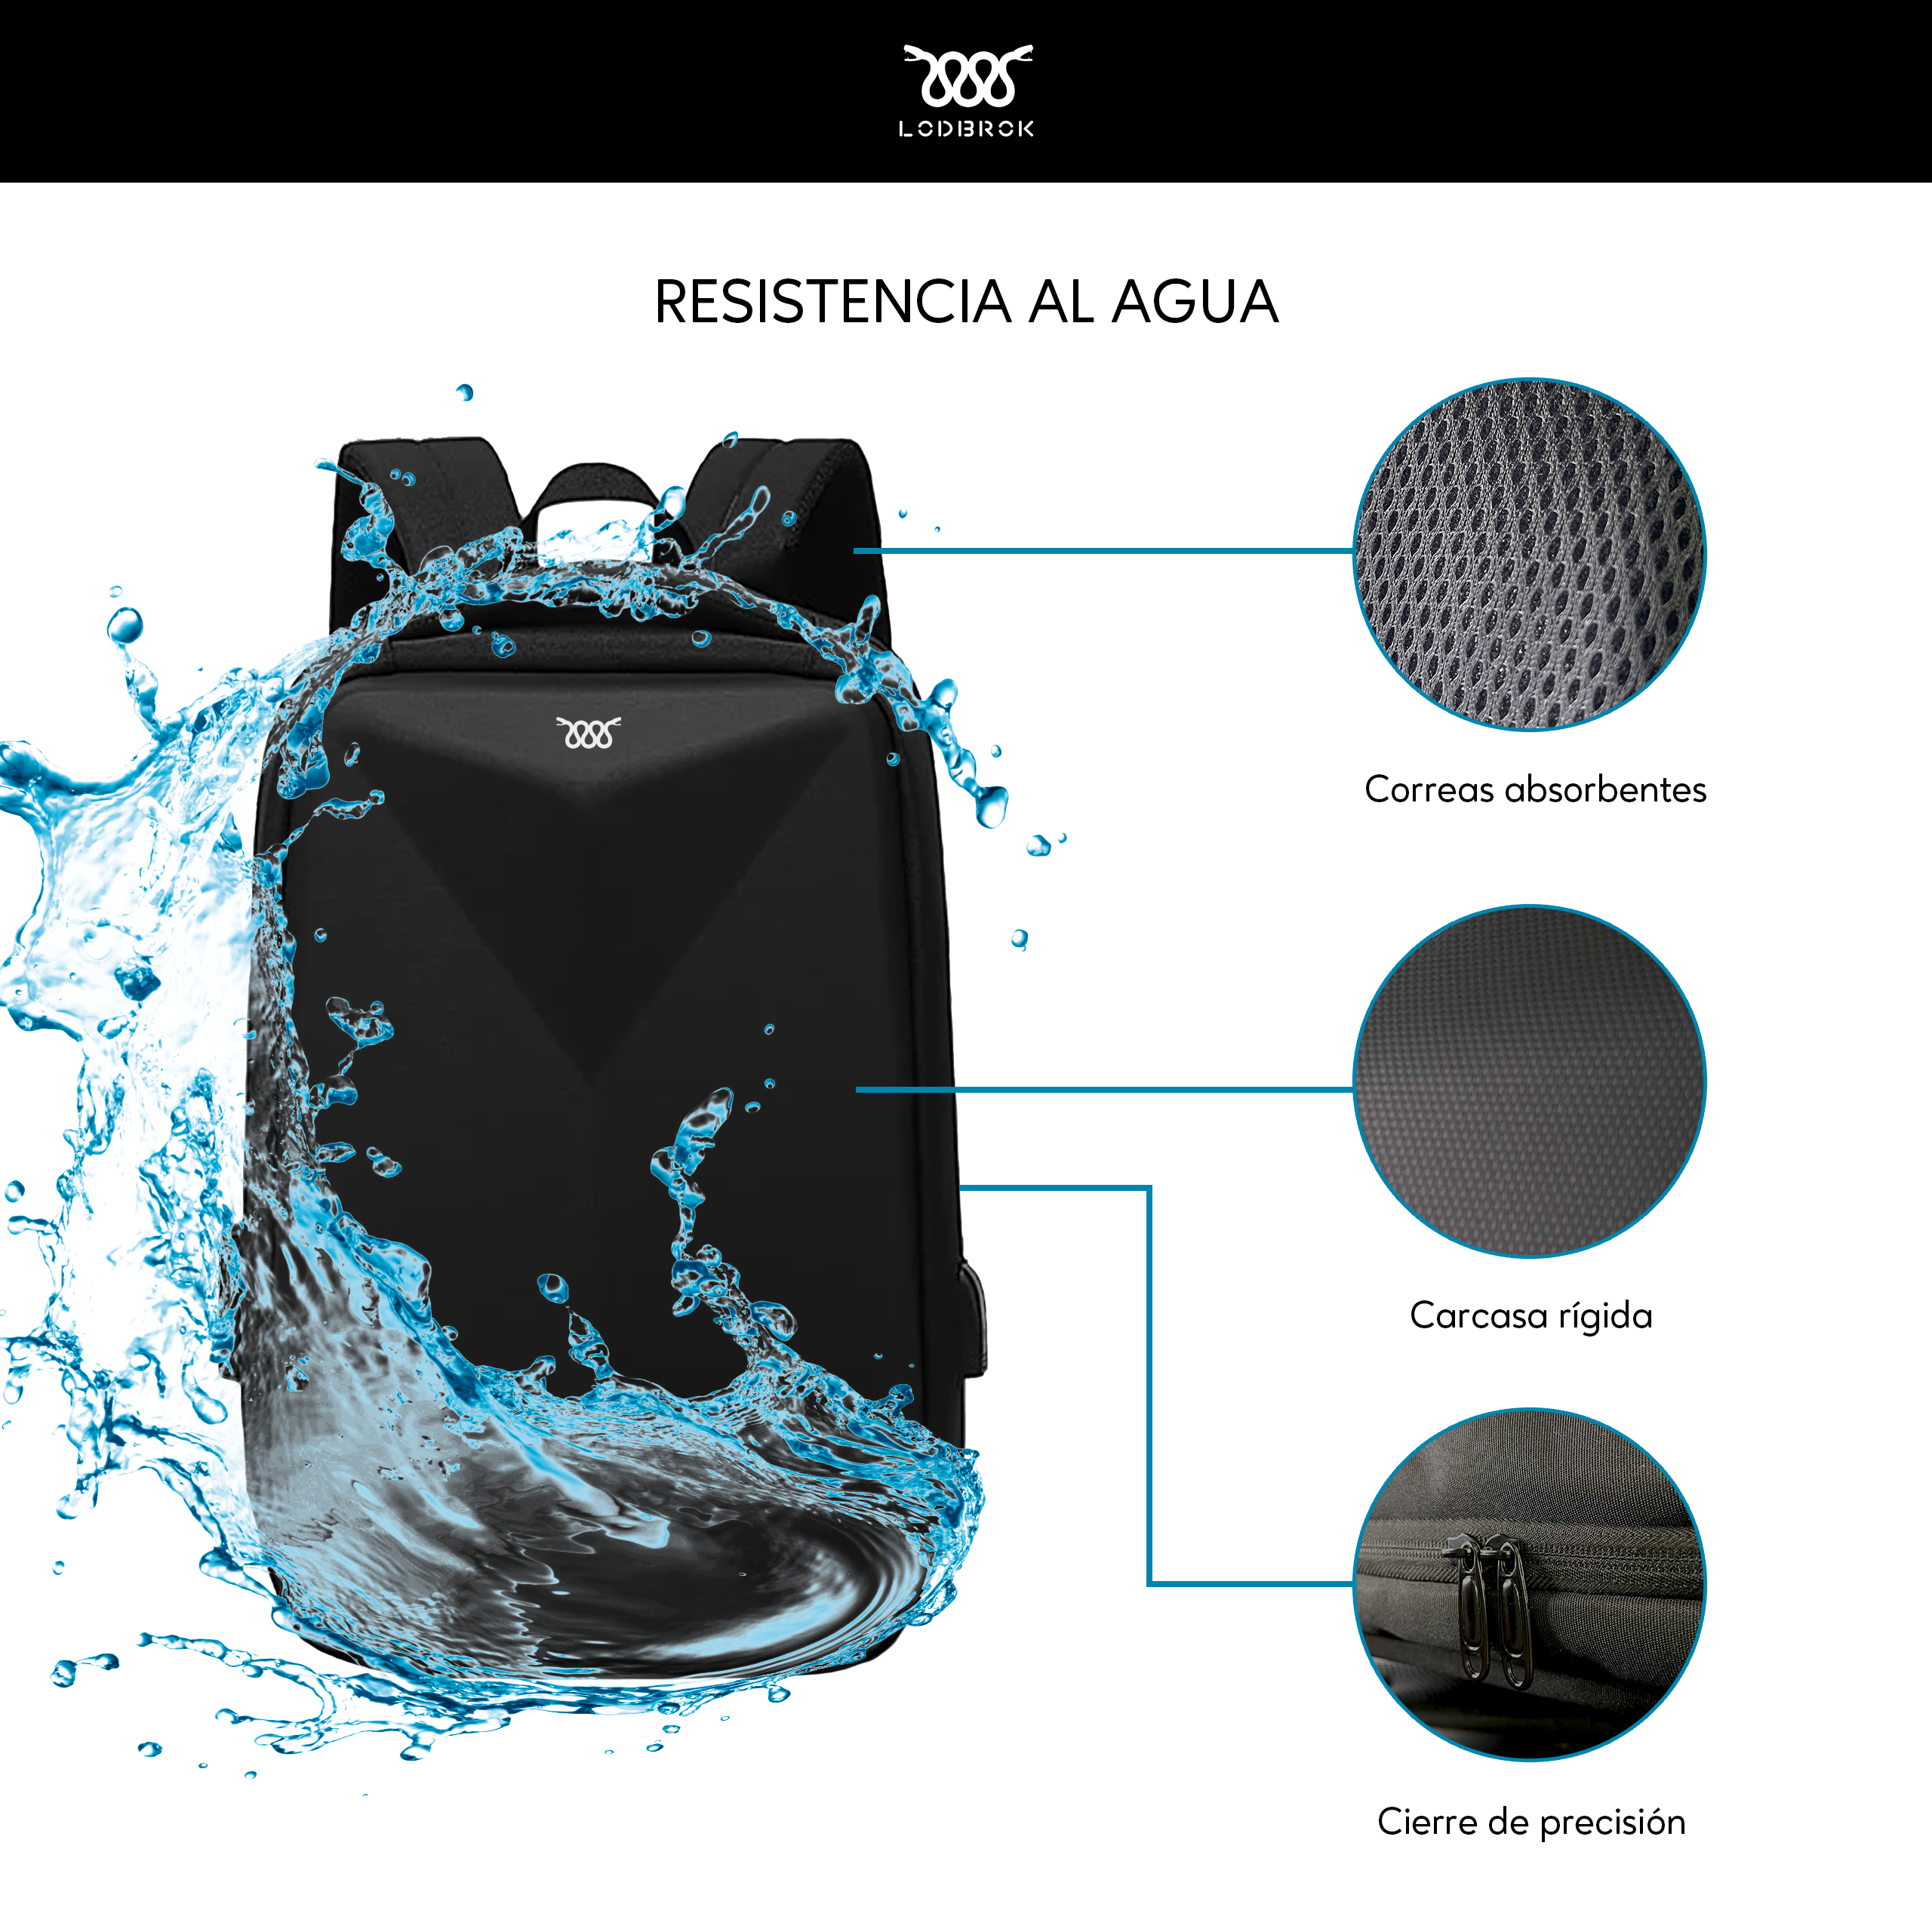 LODBROK
RESISTENCIA AL AGUA
Correas absorbentes
Carcasa rígida
Cierre de precisión